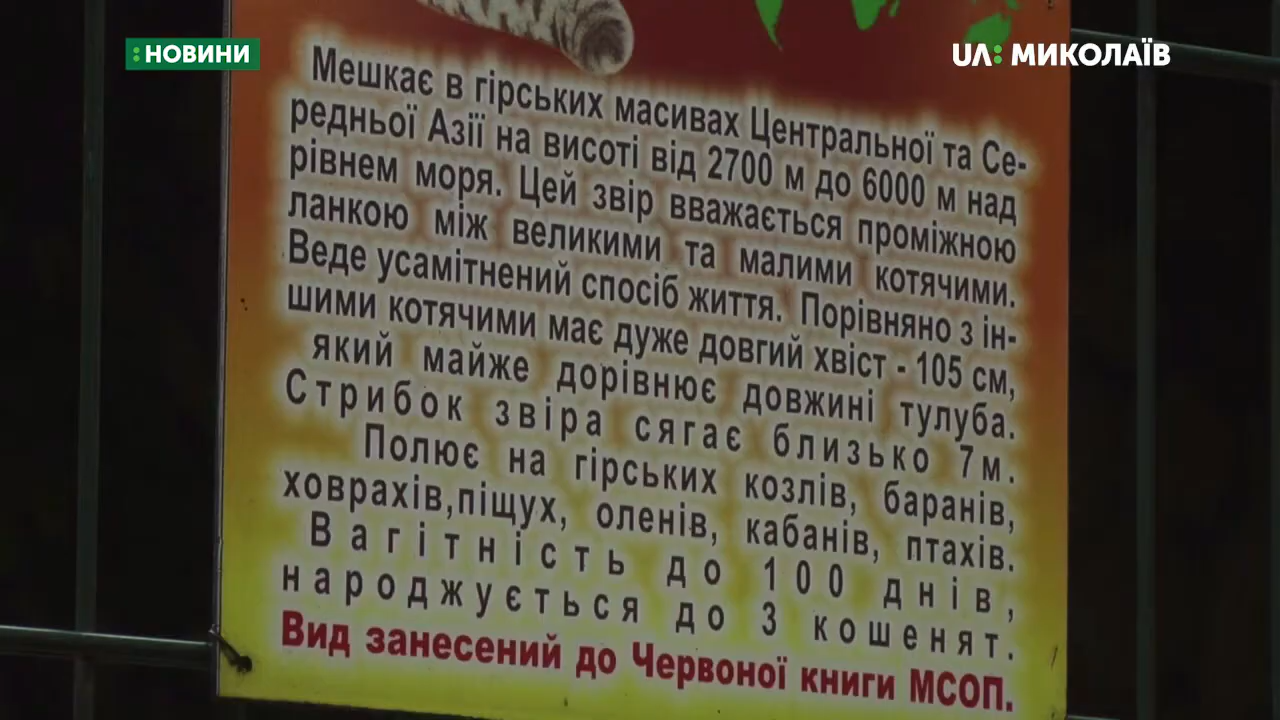 :НОВИНИ
UA: МИКОЛАЇВ
Мешкає в гірських масивах Центральної та Се-
редньої Азії на висоті від 2700 м до 6000 м над
рівнем моря. Цей звір вважається проміжною
ланкою між великими та малими котячими.
Веде усамітнений спосіб життя. Порівняно з ін-
шими котячими має дуже довгий хвіст - 105 см,
який майже дорівнює довжині тулуба.
Стрибок звіра сягає близько 7м.
Полює на гірських козлів, баранів,
ховрахів,піщух, оленів, кабанів, птахів.
Вагітність до 100 днів,
народжується до 3 кошенят.
Вид занесений до Червоної книги МСОП.